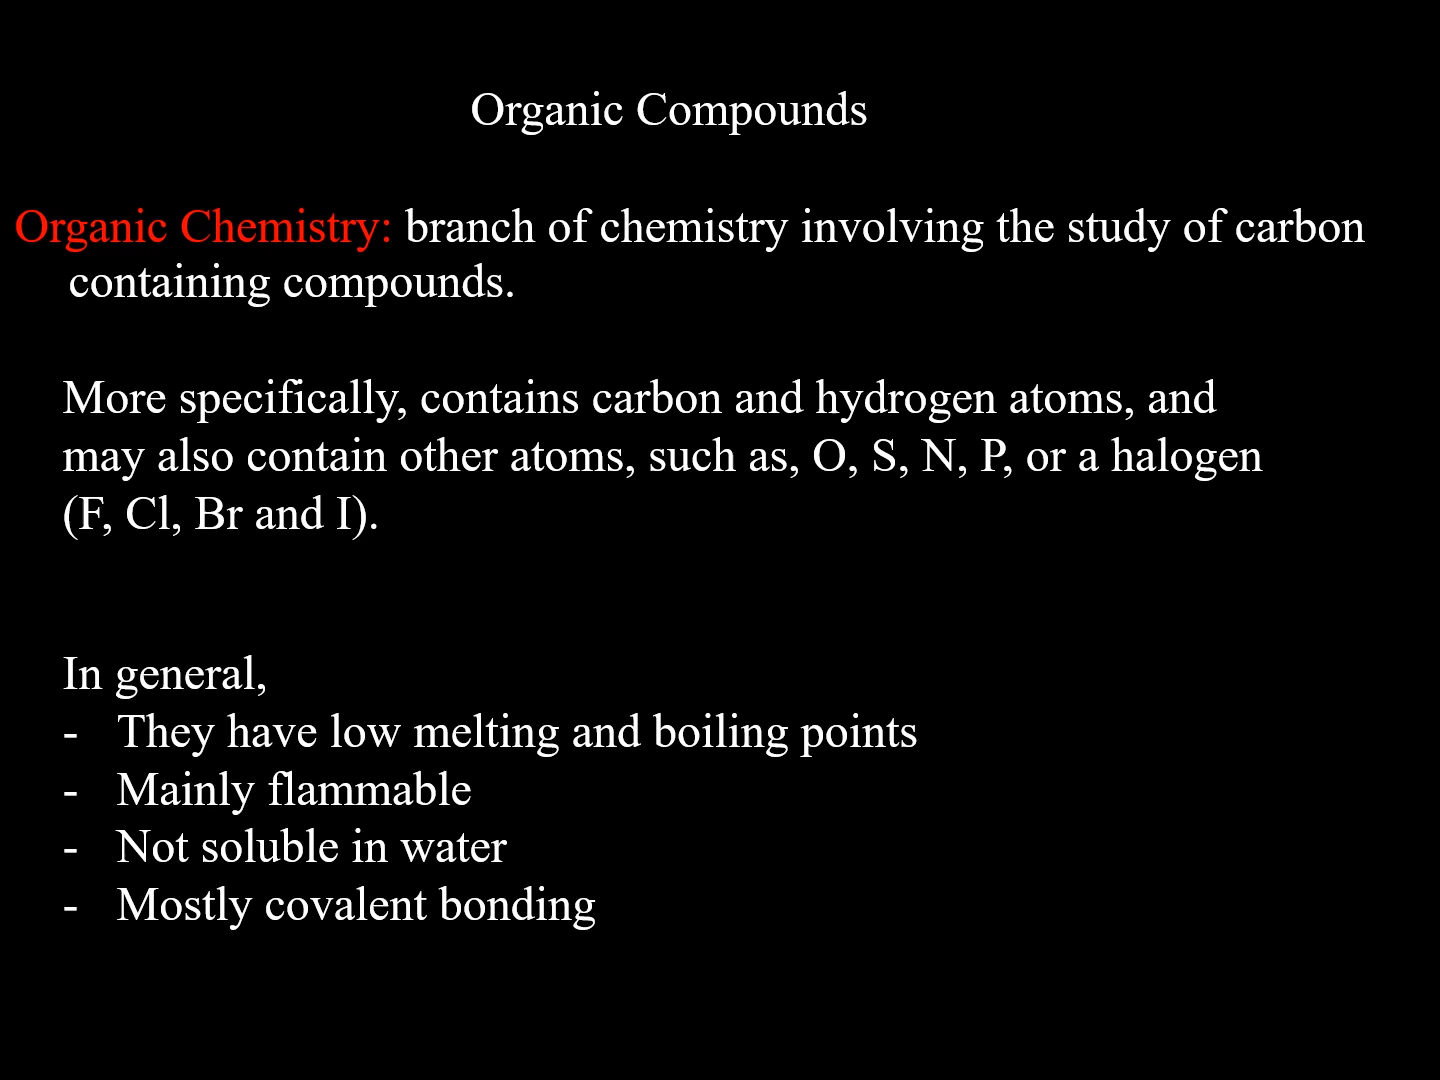 Organic Compounds
Organic Chemistry: branch of chemistry involving the study of carbon
containing compounds.
More specifically, contains carbon and hydrogen atoms, and
may also contain other atoms, such as, O, S, N, P, or a halogen
(F, Cl, Br and I).
In general,
- They have low melting and boiling points
- Mainly flammable
- Not soluble in water
- Mostly covalent bonding